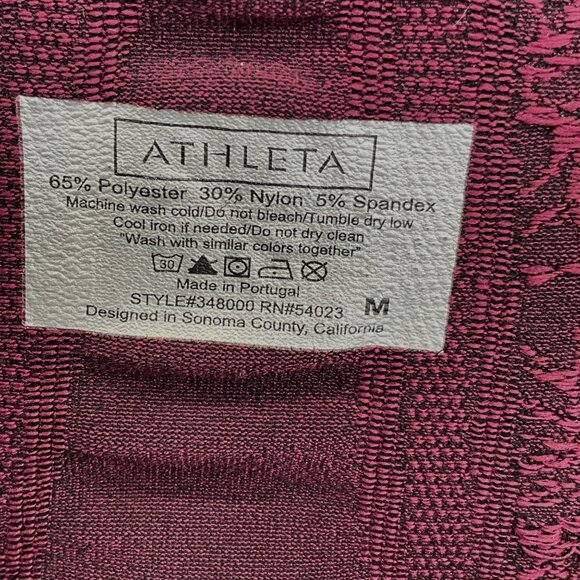 ATHLETA
65% Polyester 30% Nylon 5% Spandex
Machine wash cold/Do not bleach/Tumble dry low
Cool iron if needed/Do not dry clean
"Wash with similar colors together"
30
Made in Portugal
STYLE#348000 RN#54023 M
Designed in Sonoma County, California